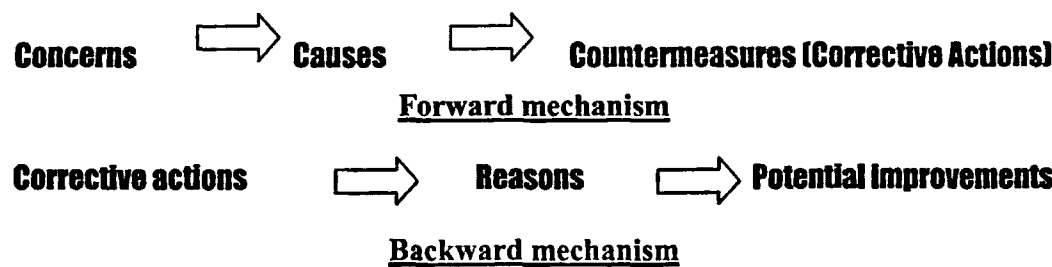 Concerns Causes Countermeasures (Corrective Actions)
Forward mechanism
Corrective actions Reasons Potential Improvements
Backward mechanism